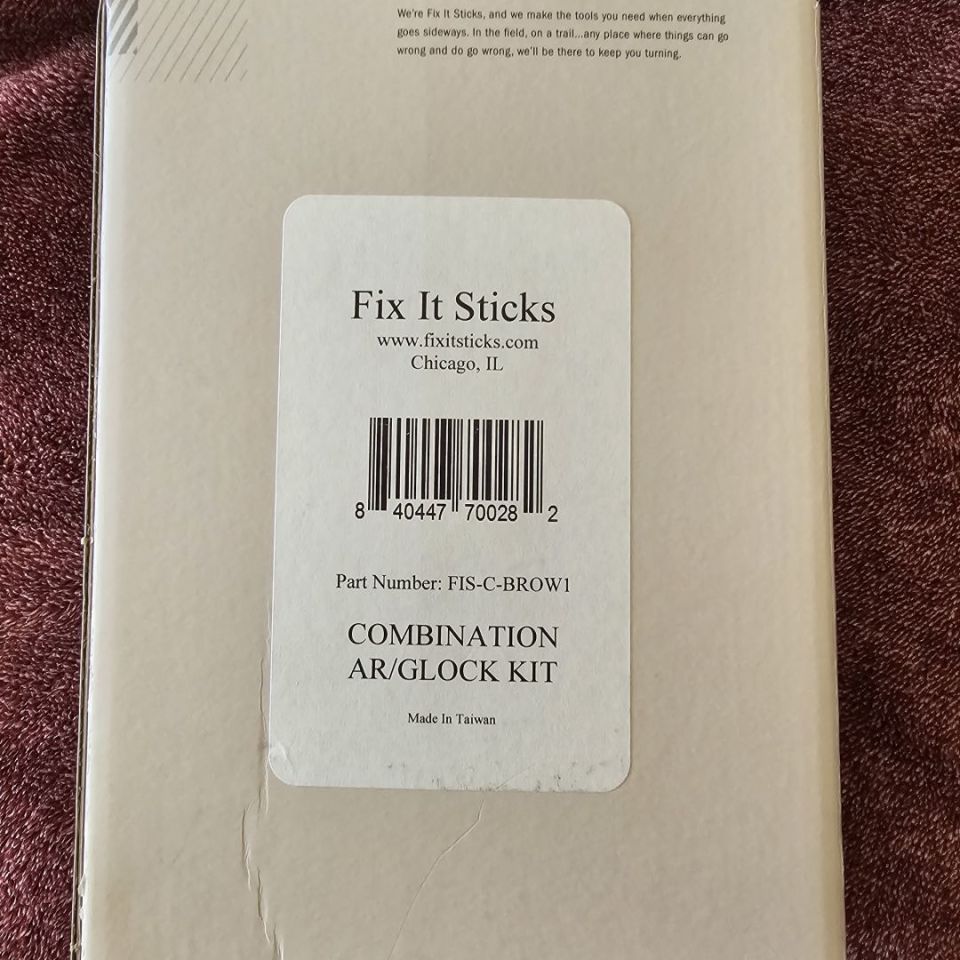 We're Fix It Sticks, and we make the tools you need when everything
goes sideways. In the field, on a trail...any place where things can go
wrong and do go wrong, we'll be there to keep you turning.
Fix It Sticks
www.fixitsticks.com
Chicago, IL
8 40447 70028 2
Part Number: FIS-C-BROW1
COMBINATION
AR/GLOCK KIT
Made In Taiwan